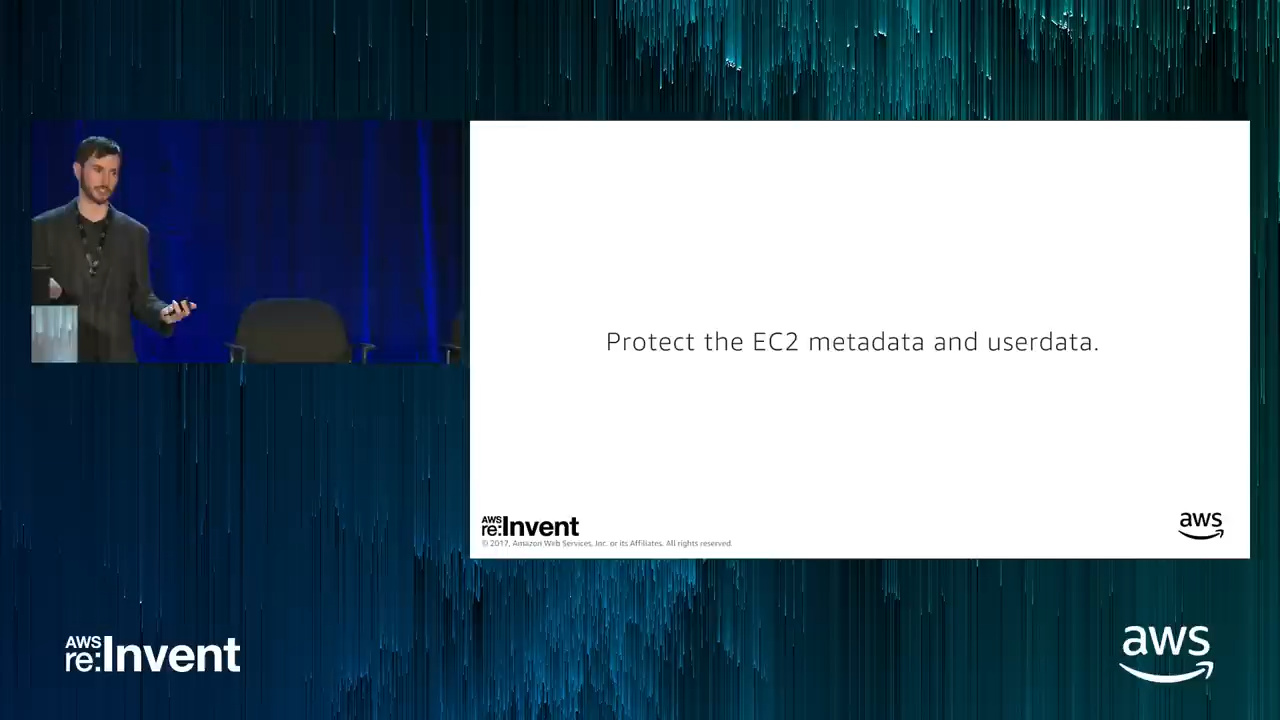 Protect the EC2 metadata and userdata.
AWS
re:Invent
© 2017, Amazon Web Services, Inc. or its Affiliates. All rights reserved.
aws
AWS
re:Invent
aws